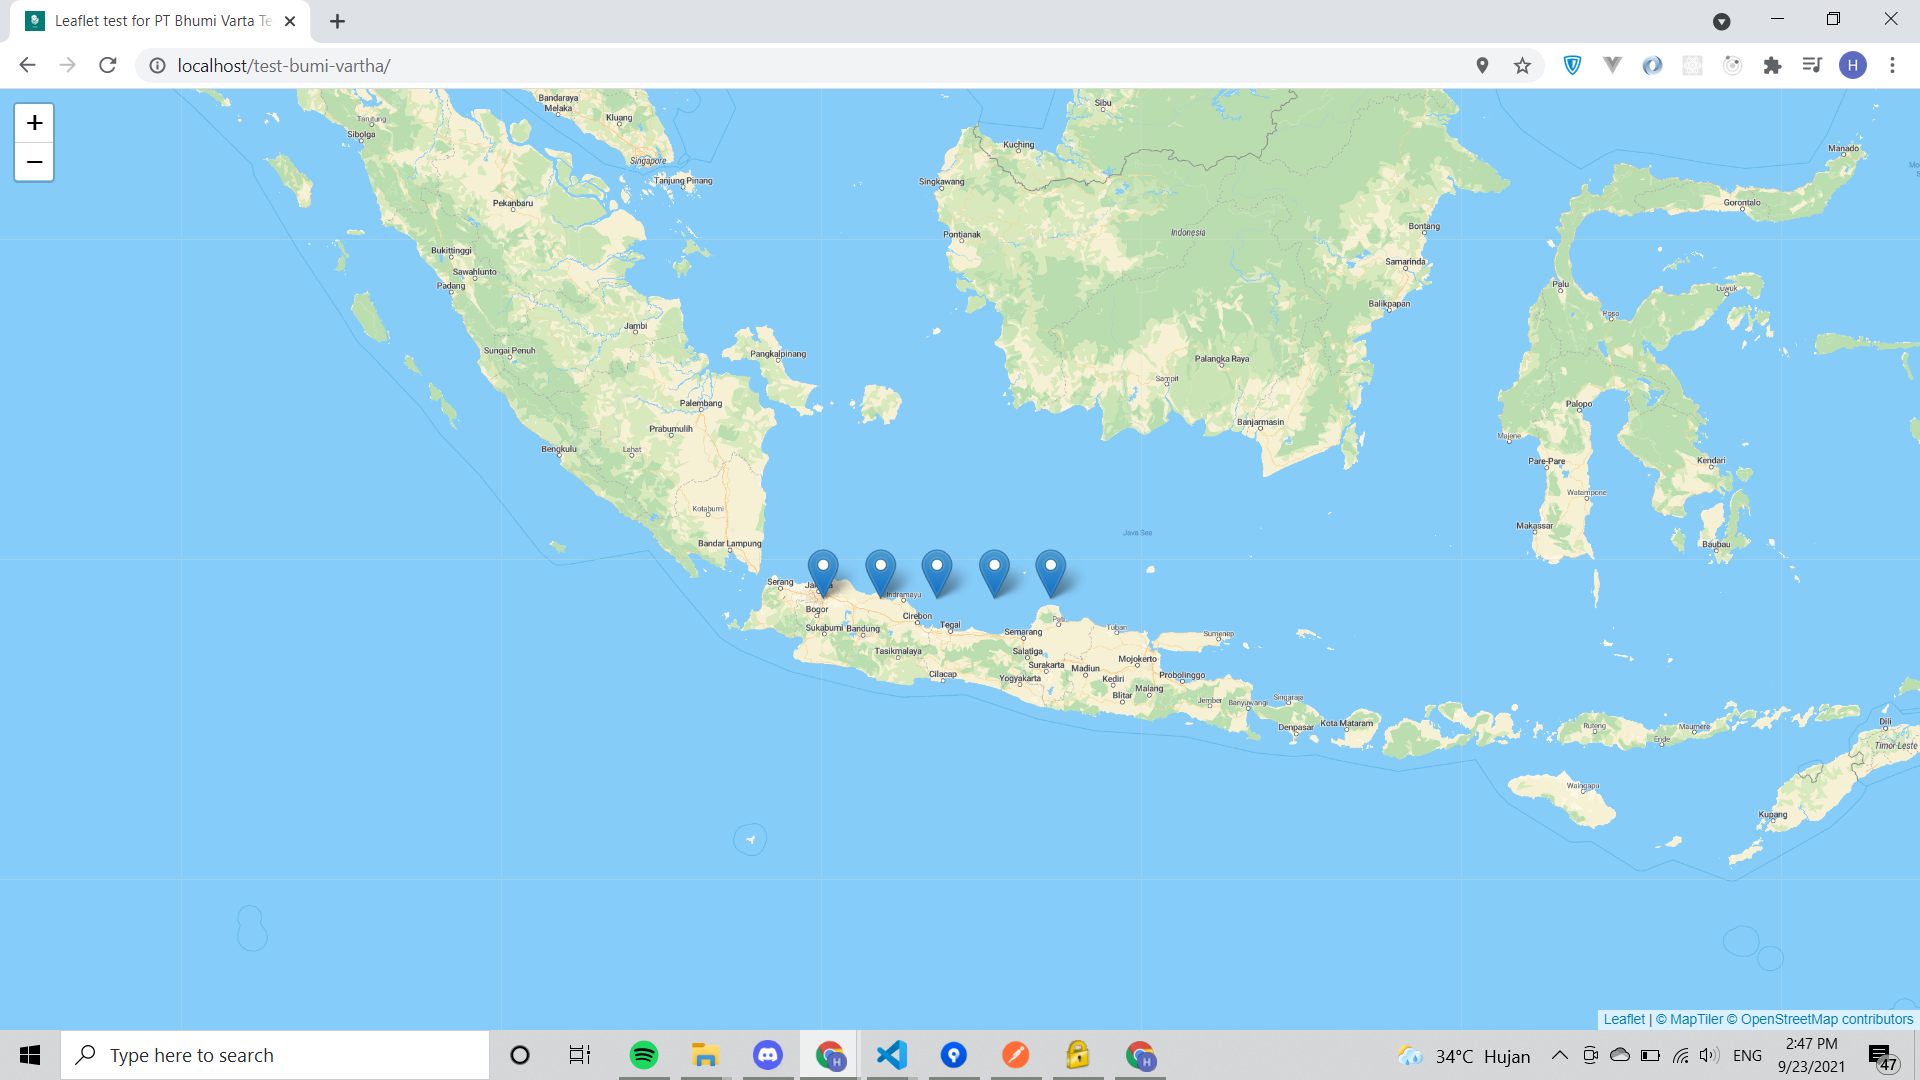 Leaflet test for PT Bhumi Varta Te
localhost/test-bumi-vartha/
H
+
−
Bandaraya
Melaka
Kluang
Sibu
Tarutung
Sibolga
Singapore
Kuching
Manado
Tanjung Pinang
Singkawang
Pekanbaru
Gorontalo
Pontianak
Indonesia
Bontang
Bukittinggi
Sawahlunto
Samarinda
Padang
Palu
Luwuk
Balikpapan
Poso
Jambi
Sungai Penuh
Pangkalpinang
Palangka Raya
Sampit
Palembang
Palopo
Prabumulih
Banjarmasin
Majene
Bengkulu
Lahat
Pare-Pare
Kendari
Watampone
Kotabumi
Makassar
Java Sea
Bandar Lampung
Baubau
Serang
Indramayu
Bogor
Cirebon
Sukabumi
Bandung
Tegal
Semarang
Pati
Tuban
Sumenep
Tasikmalaya
Salatiga
Surakarta
Madiun
Mojokerto
Cilacap
Yogyakarta
Kediri
Probolinggo
Blitar
Malang
Jember
Banyuwangi
Singaraja
Denpasar
Kota Mataram
Ruteng
Ende
Maumere
Dili
Timor-Leste
Waingapu
Kupang
Leaflet | © MapTiler © OpenStreetMap contributors
Type here to search
34°C Hujan
ENG
2:47 PM
9/23/2021
47